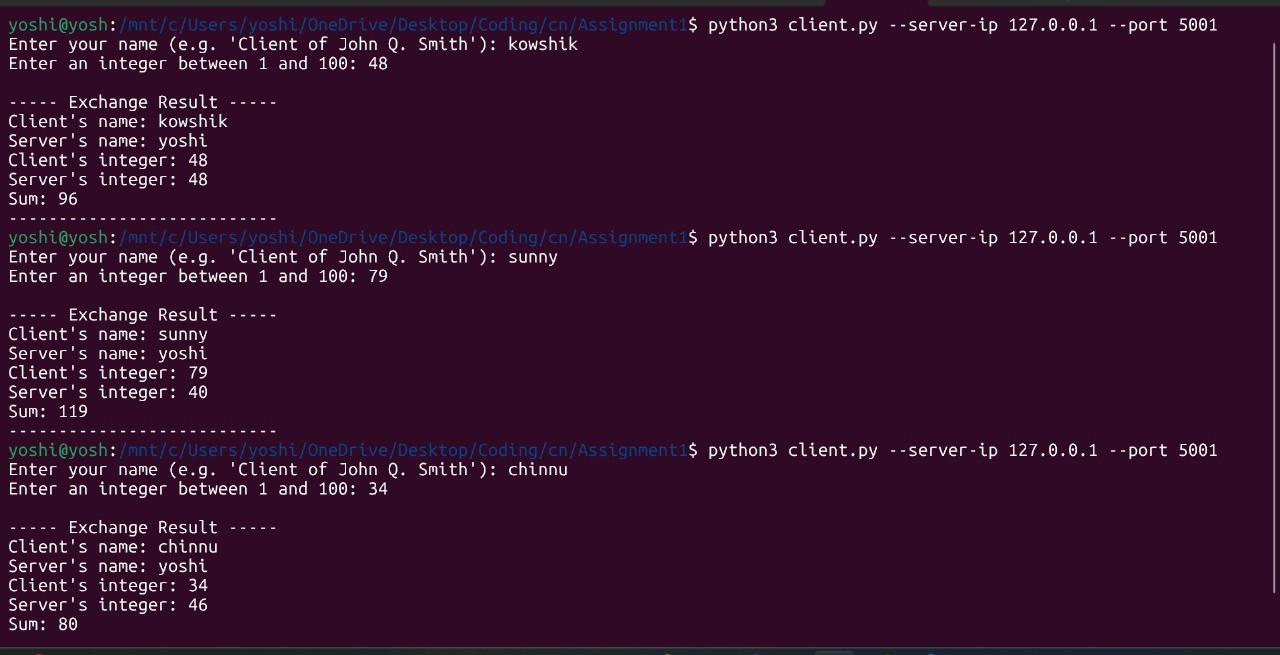 yoshi@yosh:/mnt/c/Users/yoshi/OneDrive/Desktop/Coding/cn/Assignment1$ python3 client.py --server-ip 127.0.0.1 --port 5001
Enter your name (e.g. 'Client of John Q. Smith'): kowshik
Enter an integer between 1 and 100: 48
----- Exchange Result -----
Client's name: kowshik
Server's name: yoshi
Client's integer: 48
Server's integer: 48
Sum: 96
---------------------------
yoshi@yosh:/mnt/c/Users/yoshi/OneDrive/Desktop/Coding/cn/Assignment1$ python3 client.py --server-ip 127.0.0.1 --port 5001
Enter your name (e.g. 'Client of John Q. Smith'): sunny
Enter an integer between 1 and 100: 79
----- Exchange Result -----
Client's name: sunny
Server's name: yoshi
Client's integer: 79
Server's integer: 40
Sum: 119
---------------------------
yoshi@yosh:/mnt/c/Users/yoshi/OneDrive/Desktop/Coding/cn/Assignment1$ python3 client.py --server-ip 127.0.0.1 --port 5001
Enter your name (e.g. 'Client of John Q. Smith'): chinnu
Enter an integer between 1 and 100: 34
----- Exchange Result -----
Client's name: chinnu
Server's name: yoshi
Client's integer: 34
Server's integer: 46
Sum: 80